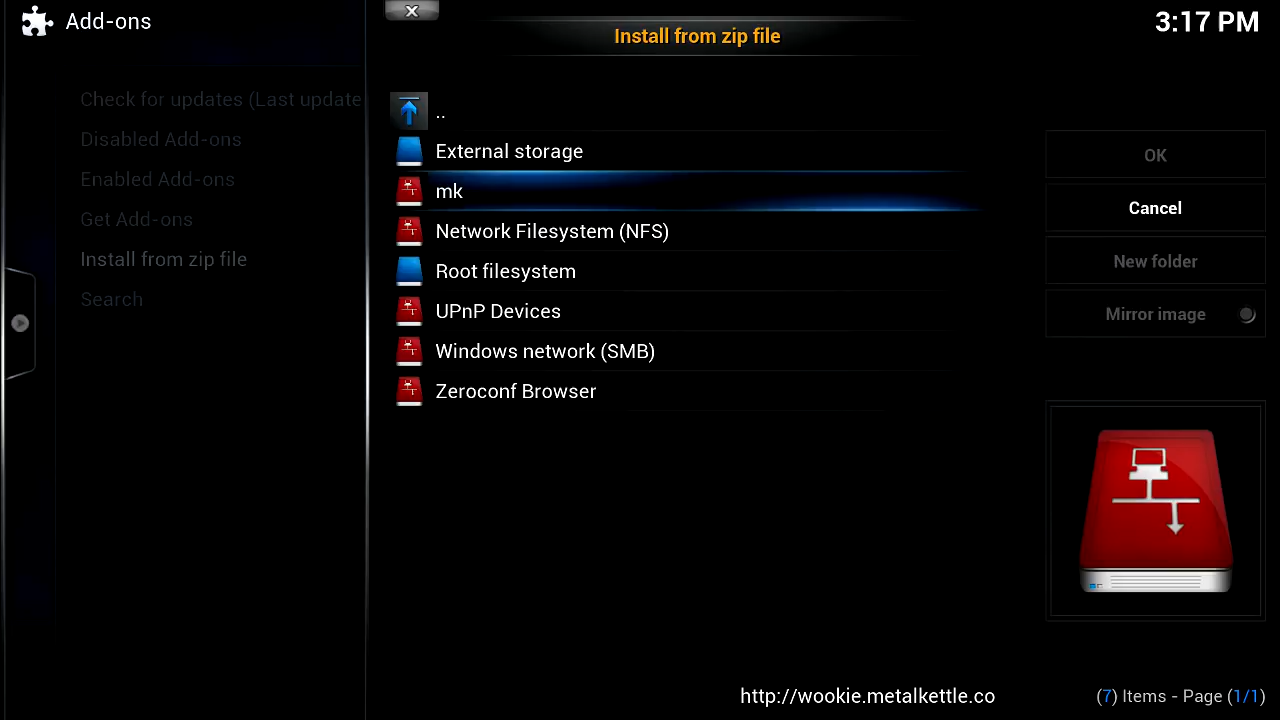 Add-ons
Install from zip file
3:17 PM
Check for updates (Last update
Disabled Add-ons
Enabled Add-ons
Get Add-ons
Install from zip file
Search
..
External storage
mk
Network Filesystem (NFS)
Root filesystem
UPnP Devices
Windows network (SMB)
Zeroconf Browser
OK
Cancel
New folder
Mirror image
http://wookie.metalkettle.co
(7) Items - Page (1/1)